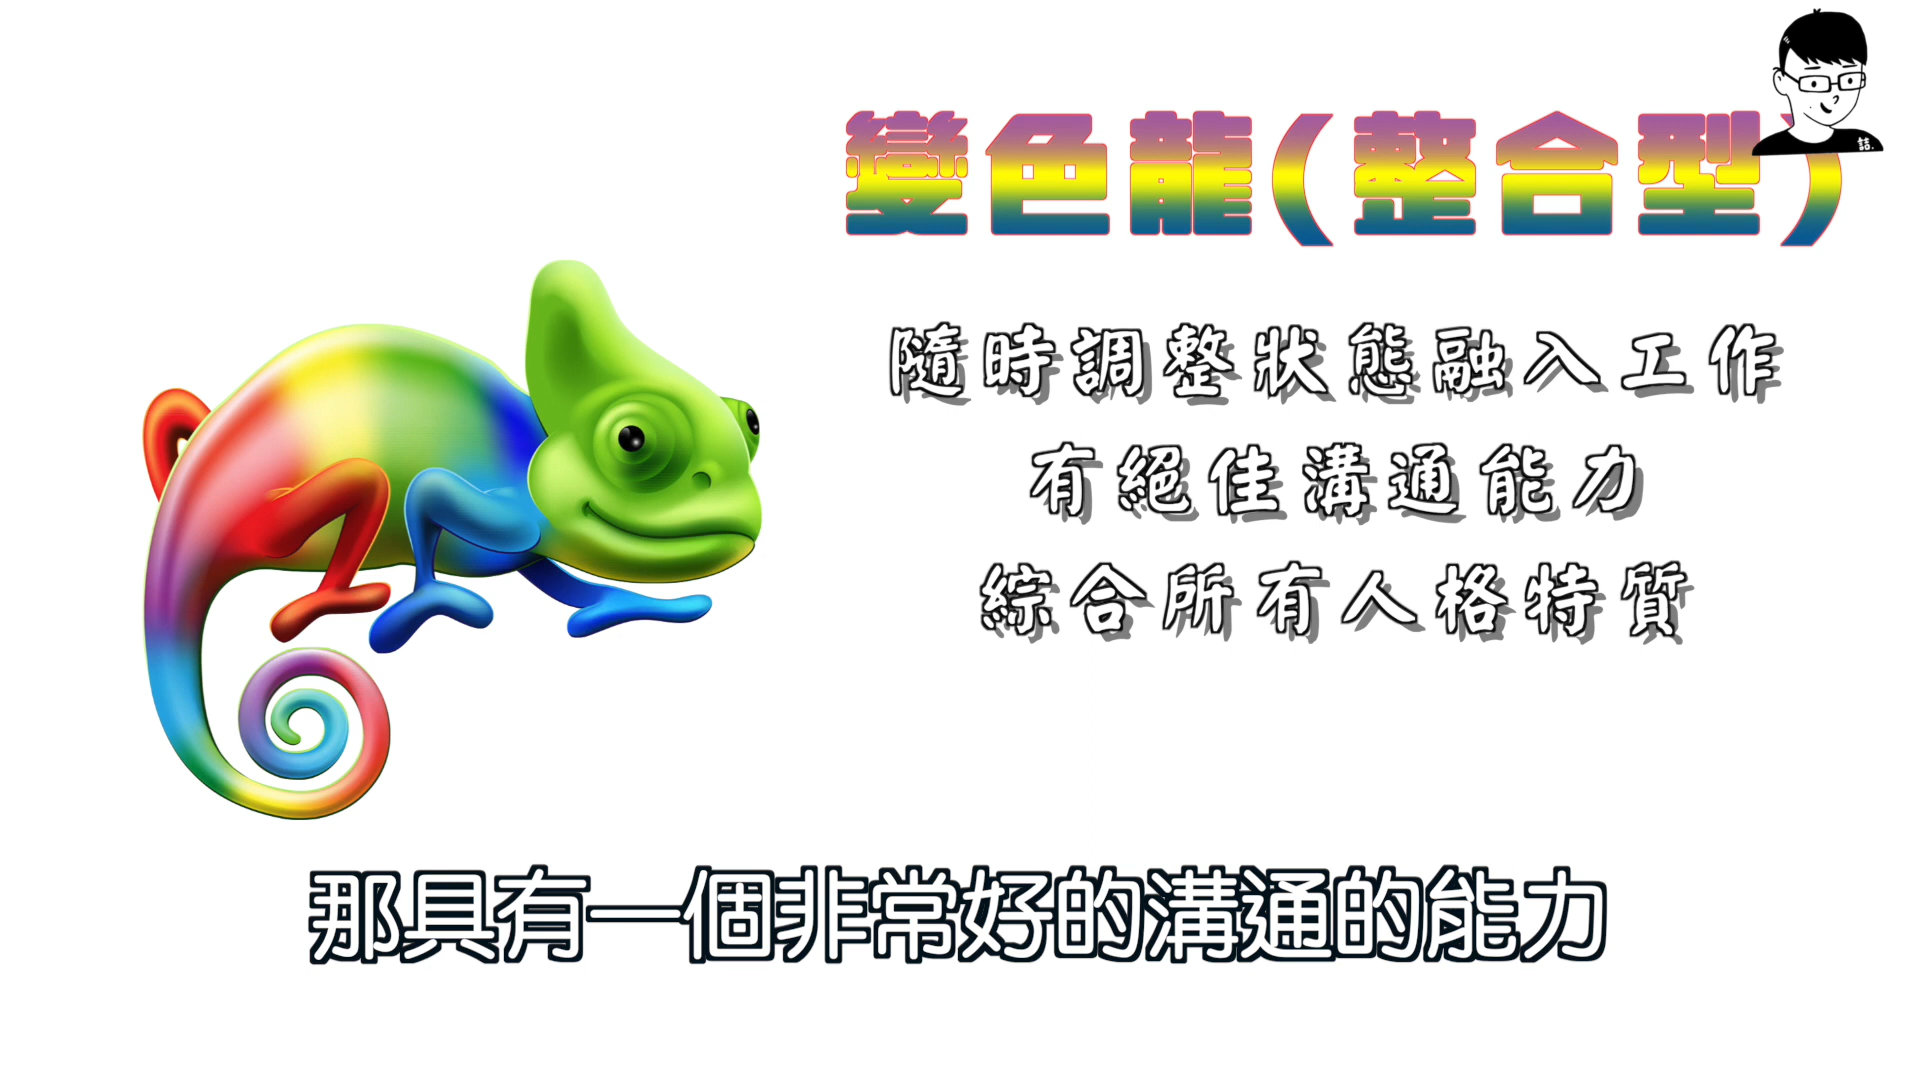 變色龍(整合型)
詰.
隨時調整狀態融入工作
有絕佳溝通能力
綜合所有人格特質
那具有一個非常好的溝通的能力